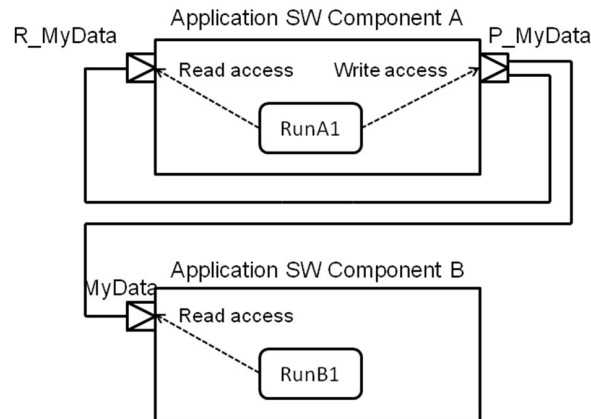 Application SW Component A
R_MyData
P_MyData
Read access
Write access
RunA1
Application SW Component B
MyData
Read access
RunB1